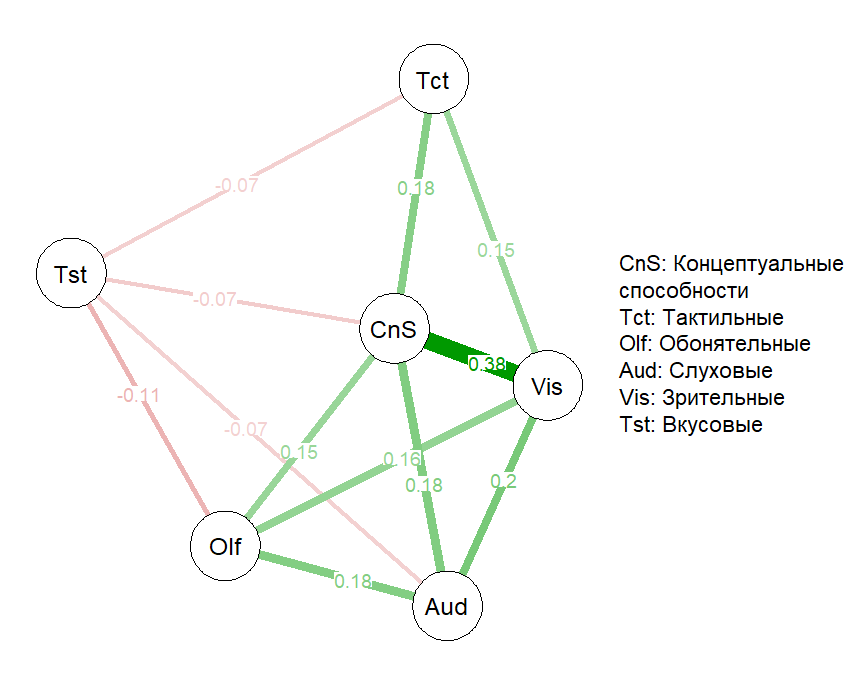 Tct
-0.07
0.18
0.15
Tst
-0.07
CnS
0.38
Vis
-0.11
-0.07
0.15
0.16
0.18
0.2
Olf
0.18
Aud
CnS: Концептуальные
способности
Tct: Тактильные
Olf: Обонятельные
Aud: Слуховые
Vis: Зрительные
Tst: Вкусовые